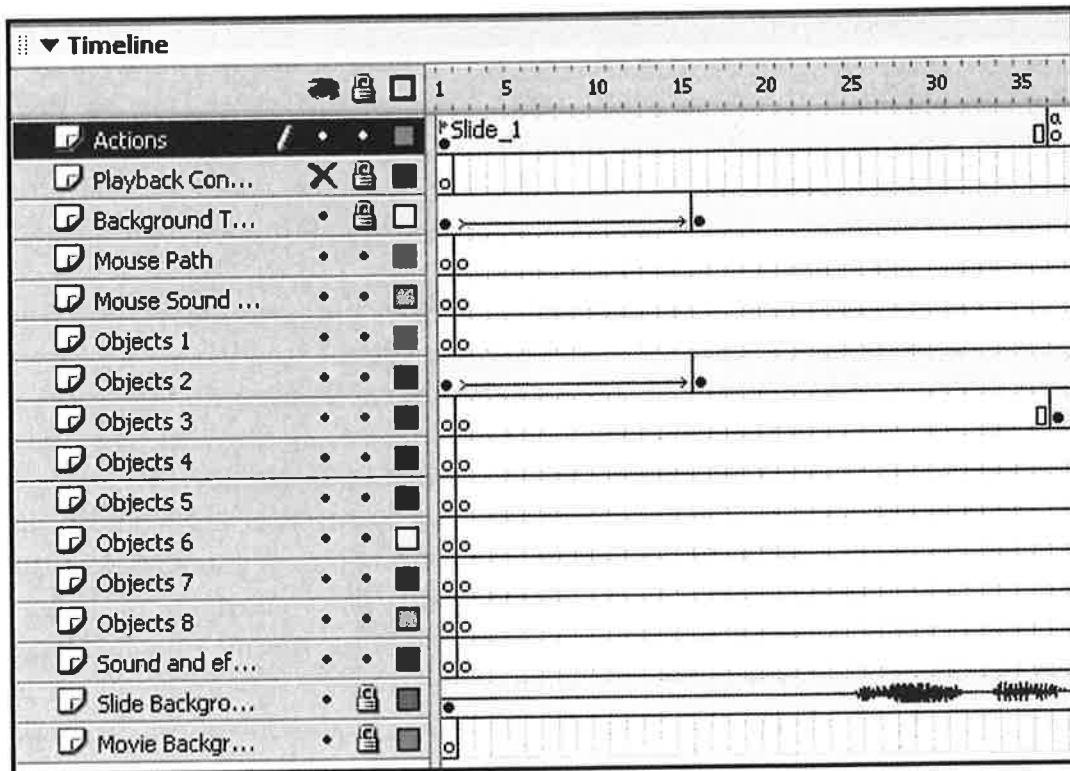 Timeline
1 5 10 15 20 25 30 35
Actions Slide_1 a
Playback Con...
Background T...
Mouse Path
Mouse Sound ...
Objects 1
Objects 2
Objects 3
Objects 4
Objects 5
Objects 6
Objects 7
Objects 8
Sound and ef...
Slide Backgro...
Movie Backgr...